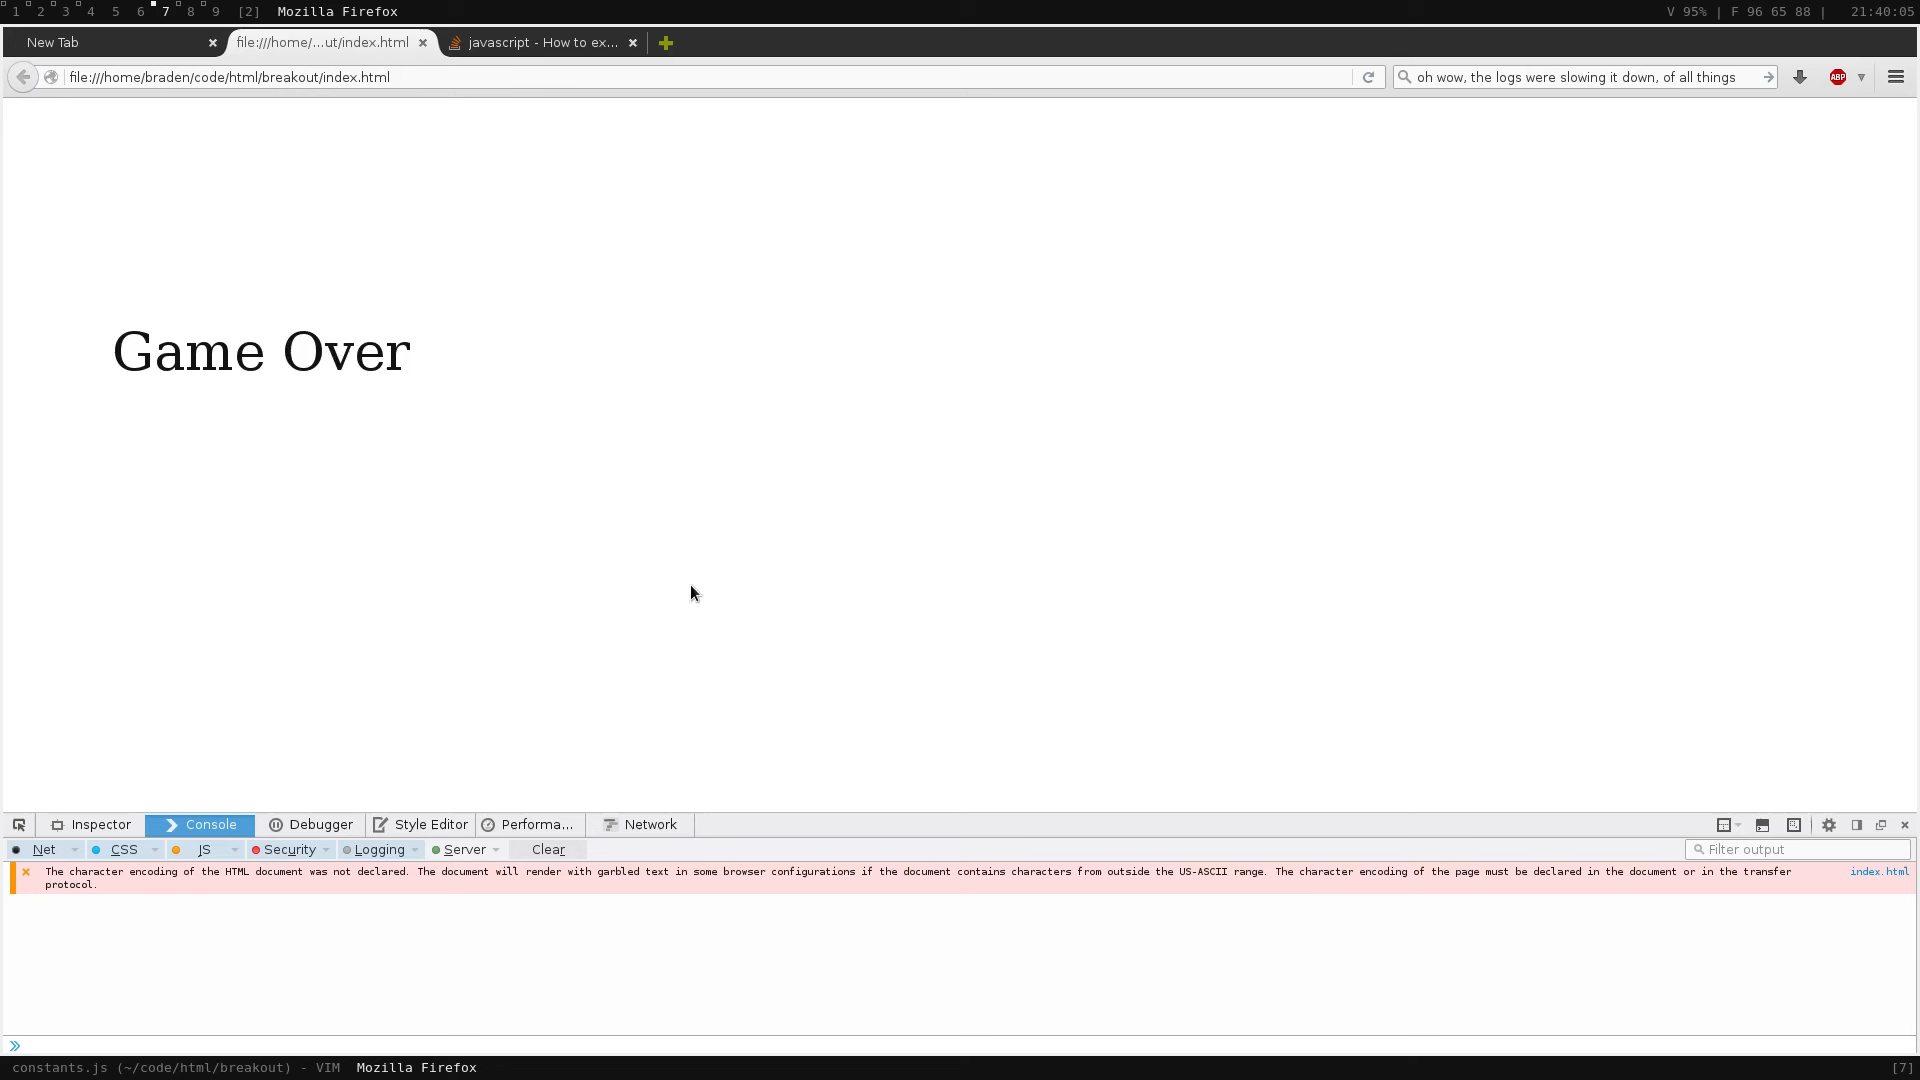 1 2 3 4 5 6 7 8 9 [2] Mozilla Firefox V 95% | F 96 65 88 | 21:40:05
New Tab file:///home/...ut/index.html javascript - How to ex...
file:///home/braden/code/html/breakout/index.html oh wow, the logs were slowing it down, of all things ABP
Game Over
Inspector Console Debugger Style Editor Performa... Network
Net CSS JS Security Logging Server Clear Filter output
The character encoding of the HTML document was not declared. The document will render with garbled text in some browser configurations if the document contains characters from outside the US-ASCII range. The character encoding of the page must be declared in the document or in the transfer index.html
protocol.
constants.js (~/code/html/breakout) - VIM Mozilla Firefox [7]